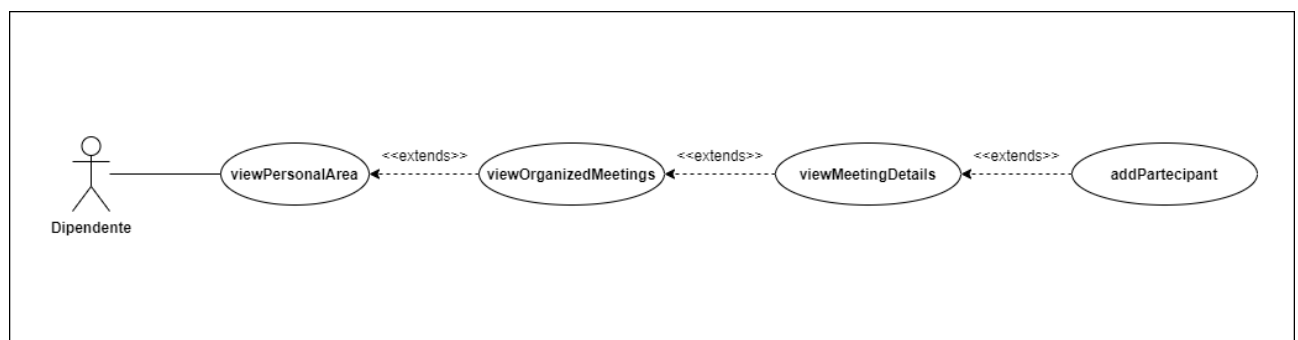 <<extends>>
<<extends>>
<<extends>>
viewPersonalArea
viewOrganizedMeetings
viewMeetingDetails
addPartecipant
Dipendente